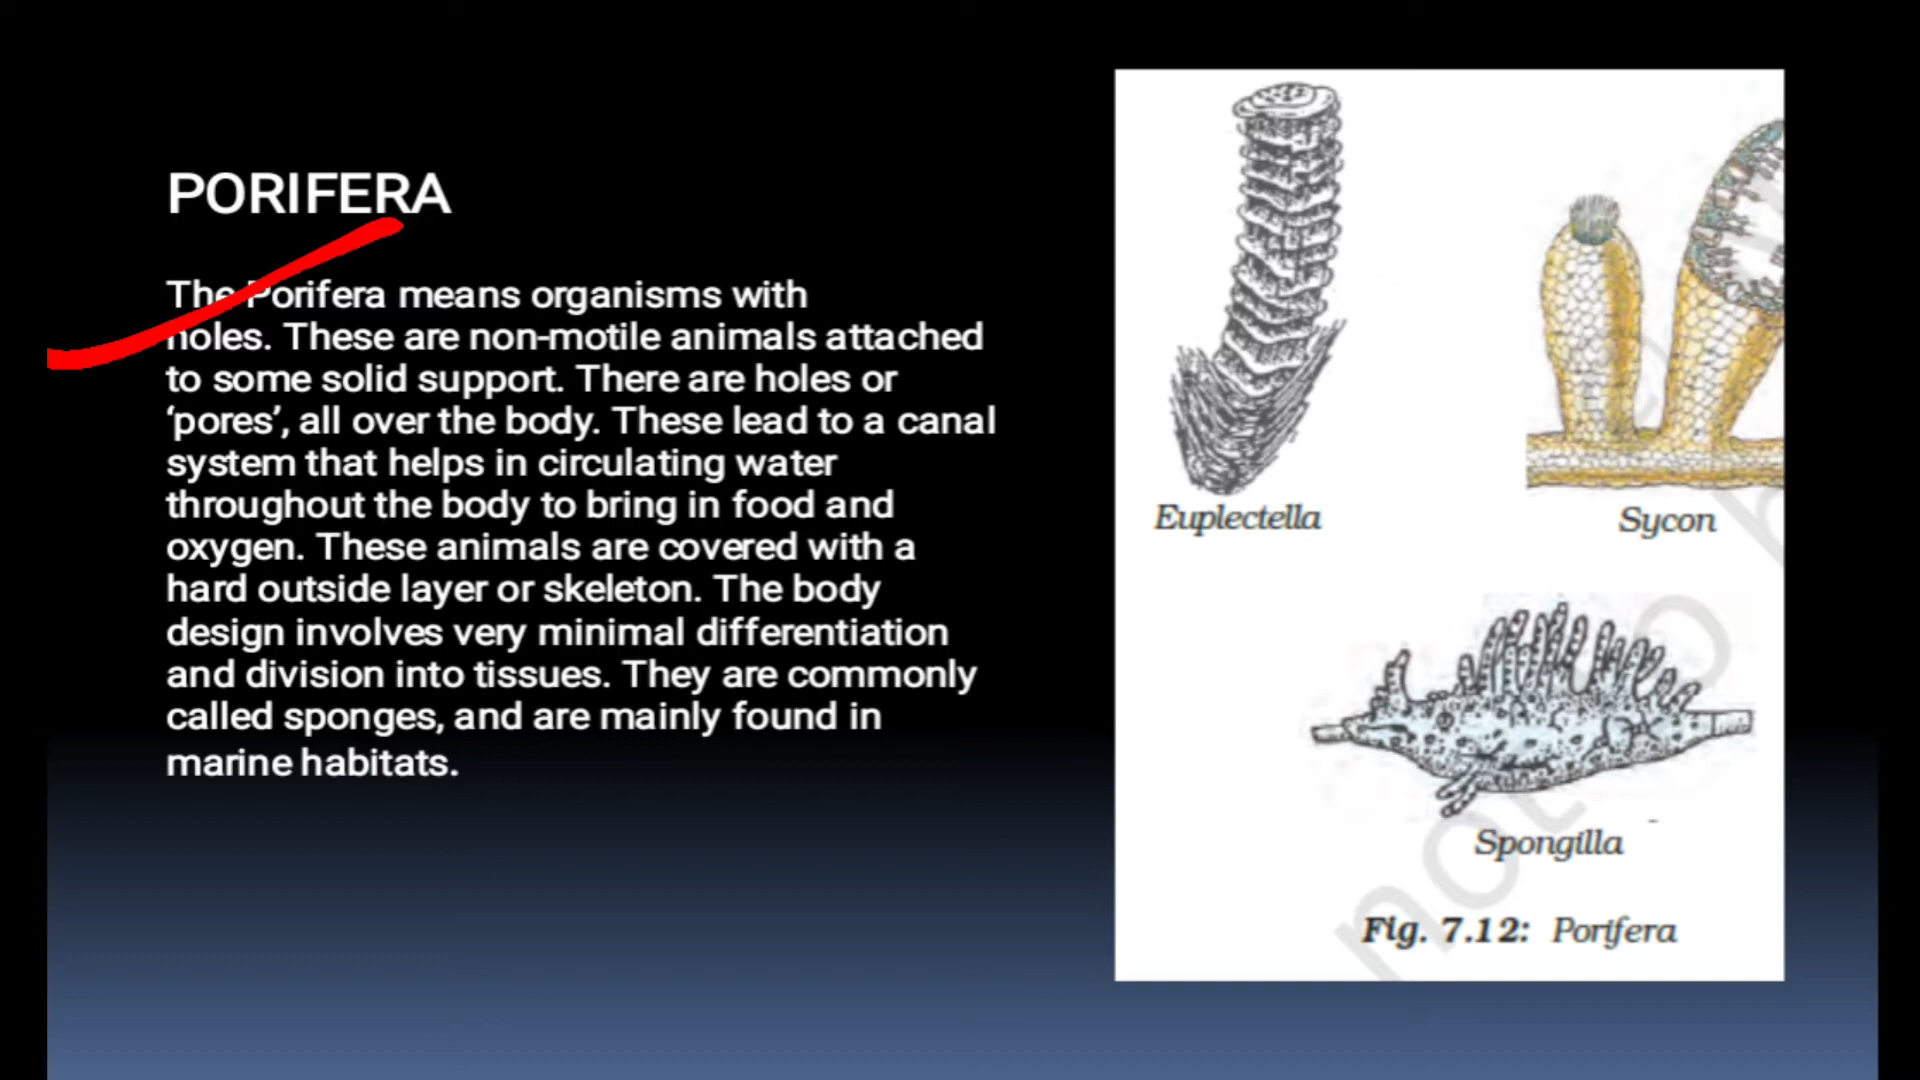 PORIFERA
The Porifera means organisms with
holes. These are non-motile animals attached
to some solid support. There are holes or
‘pores’, all over the body. These lead to a canal
system that helps in circulating water
throughout the body to bring in food and
oxygen. These animals are covered with a
hard outside layer or skeleton. The body
design involves very minimal differentiation
and division into tissues. They are commonly
called sponges, and are mainly found in
marine habitats.
Euplectella
Sycon
Spongilla
Fig. 7.12: Porifera
not to b